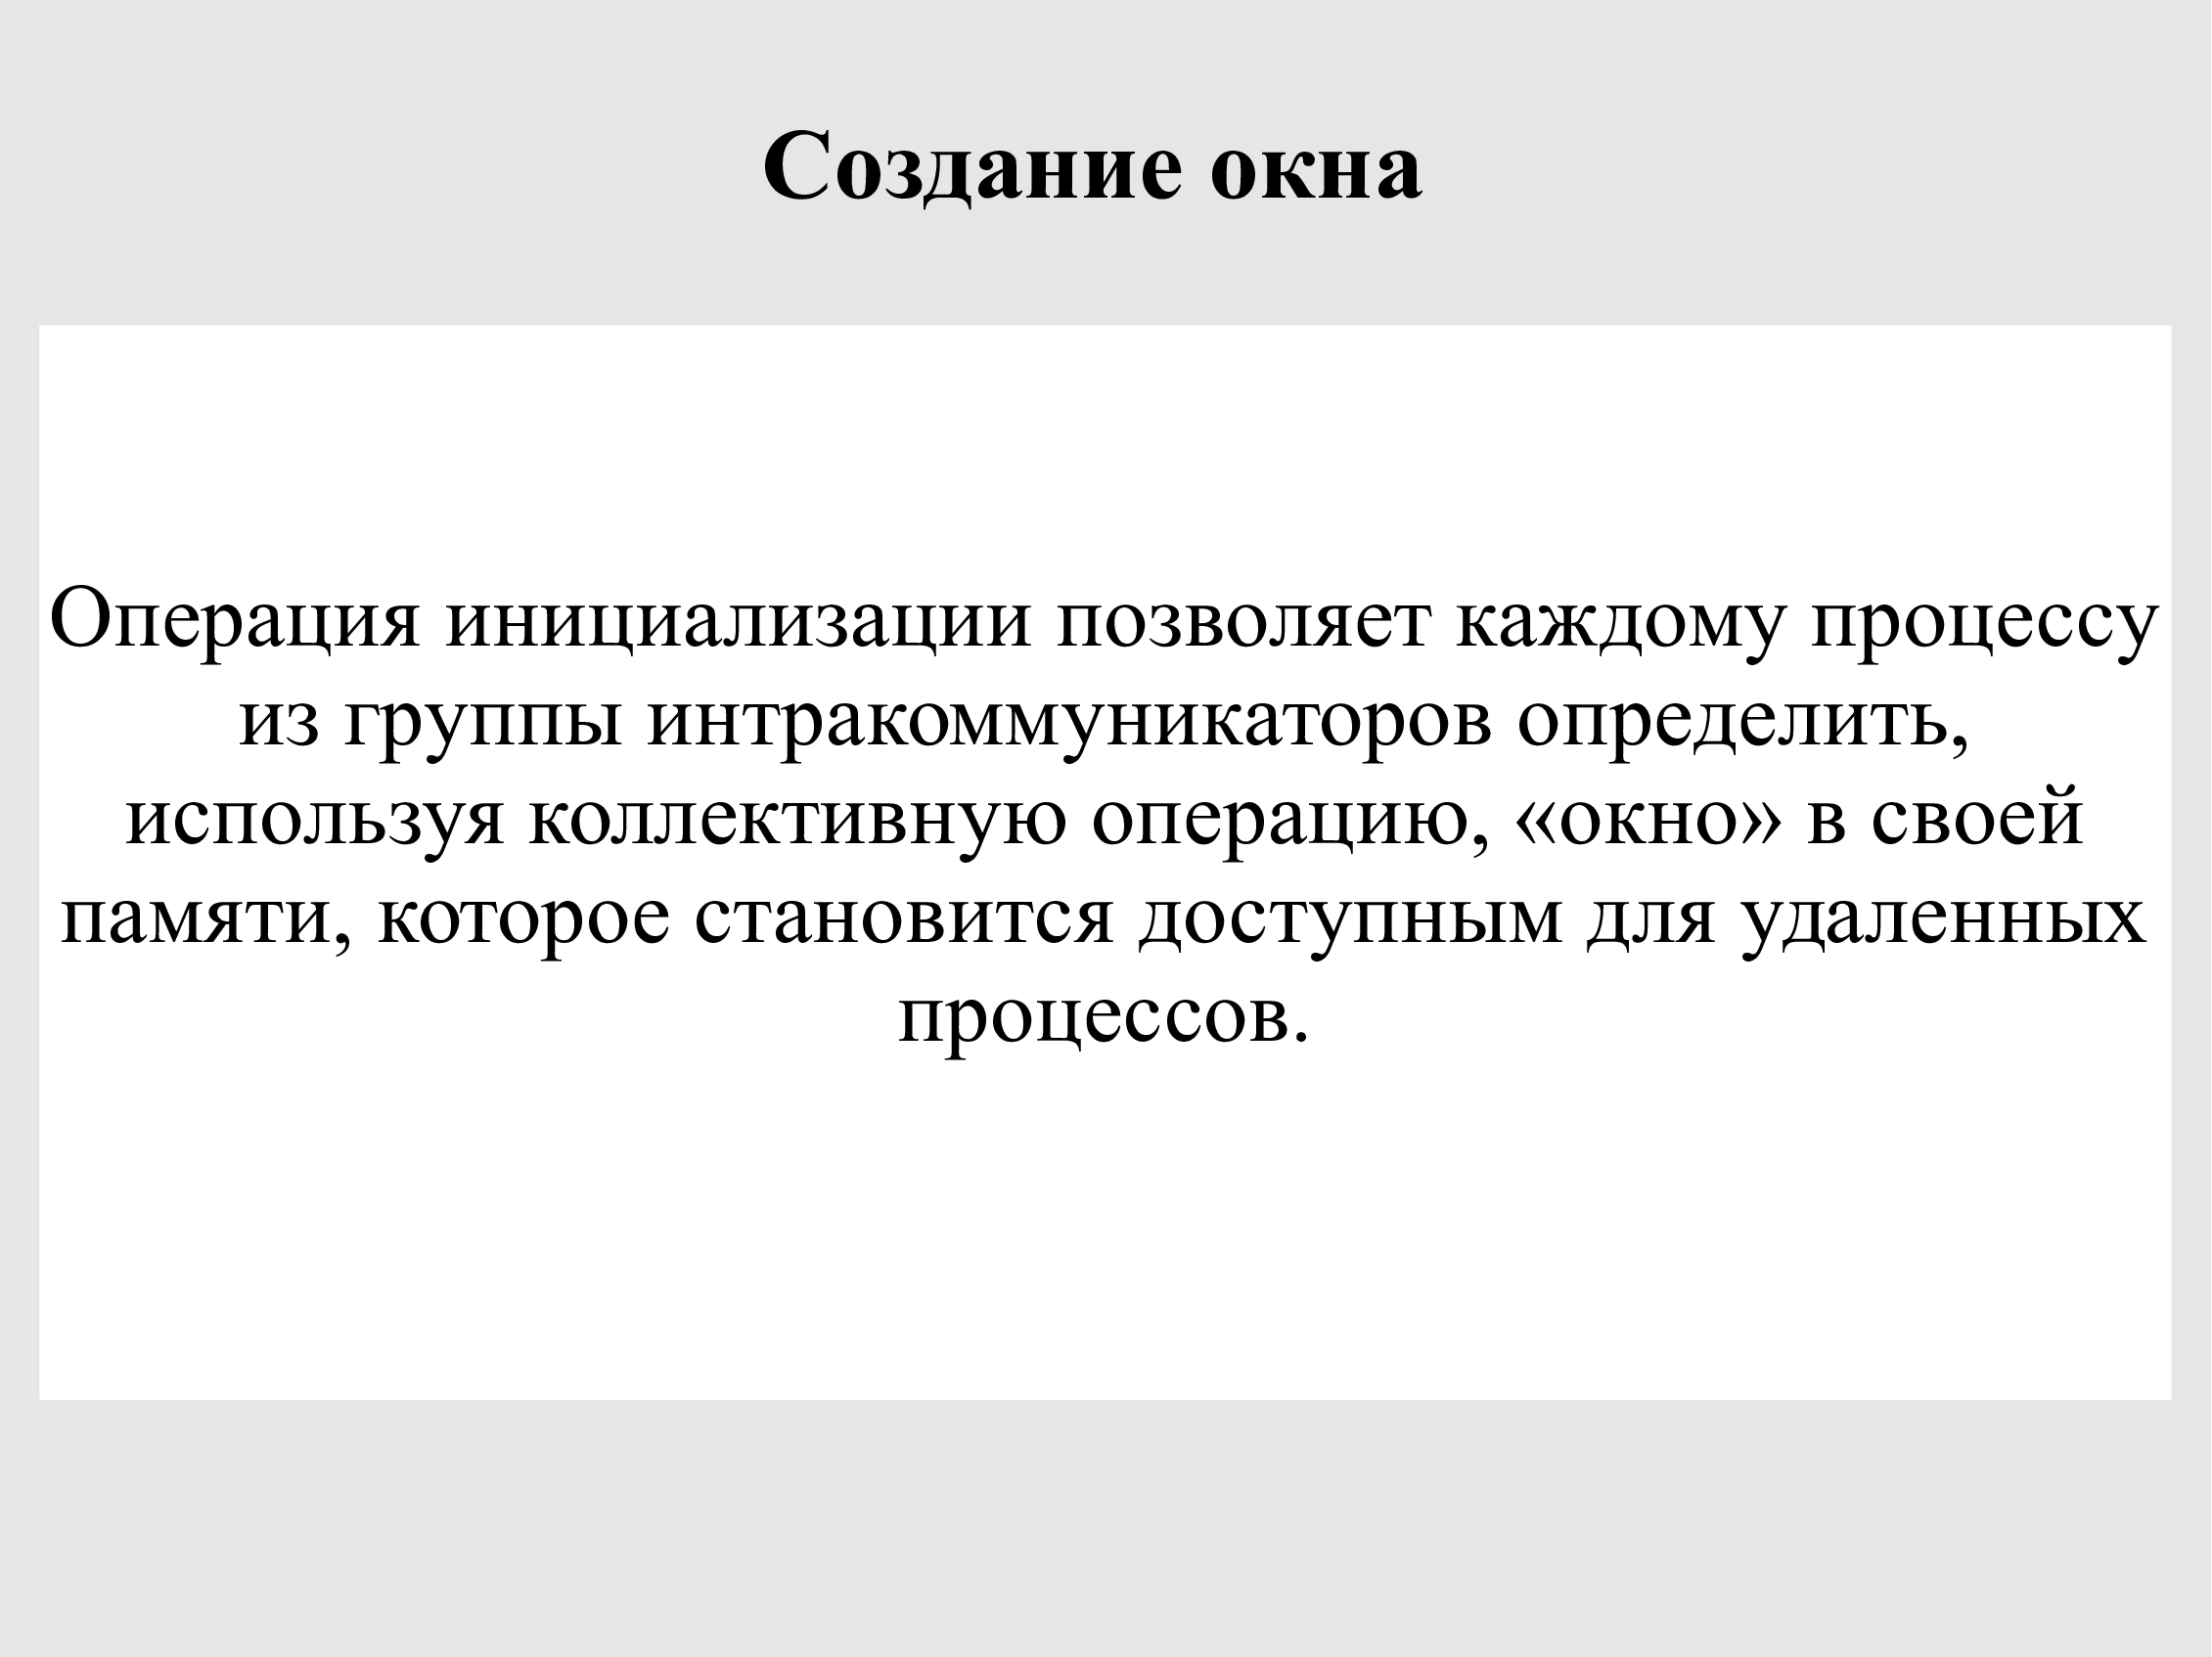 Создание окна
Операция инициализации позволяет каждому процессу
из группы интракоммуникаторов определить,
используя коллективную операцию, «окно» в своей
памяти, которое становится доступным для удаленных
процессов.